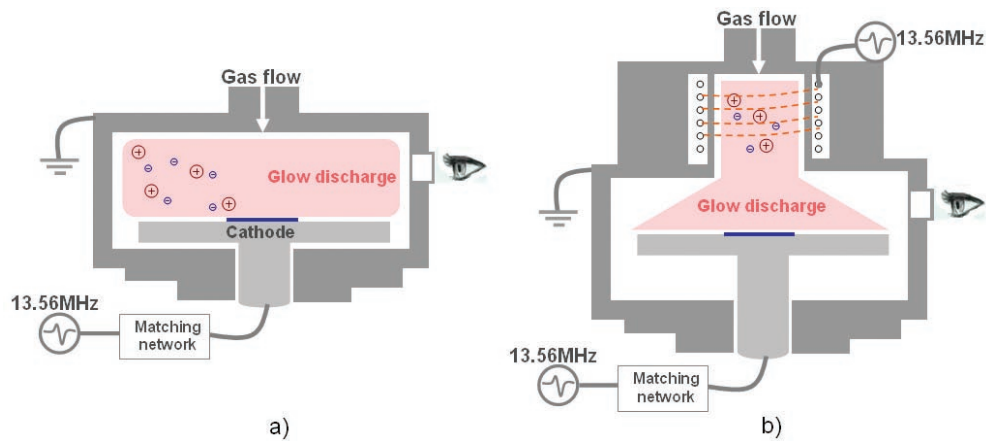 Gas flow
Glow discharge
Cathode
13.56MHz
Matching
network
a)
Gas flow
13.56MHz
Glow discharge
13.56MHz
Matching
network
b)